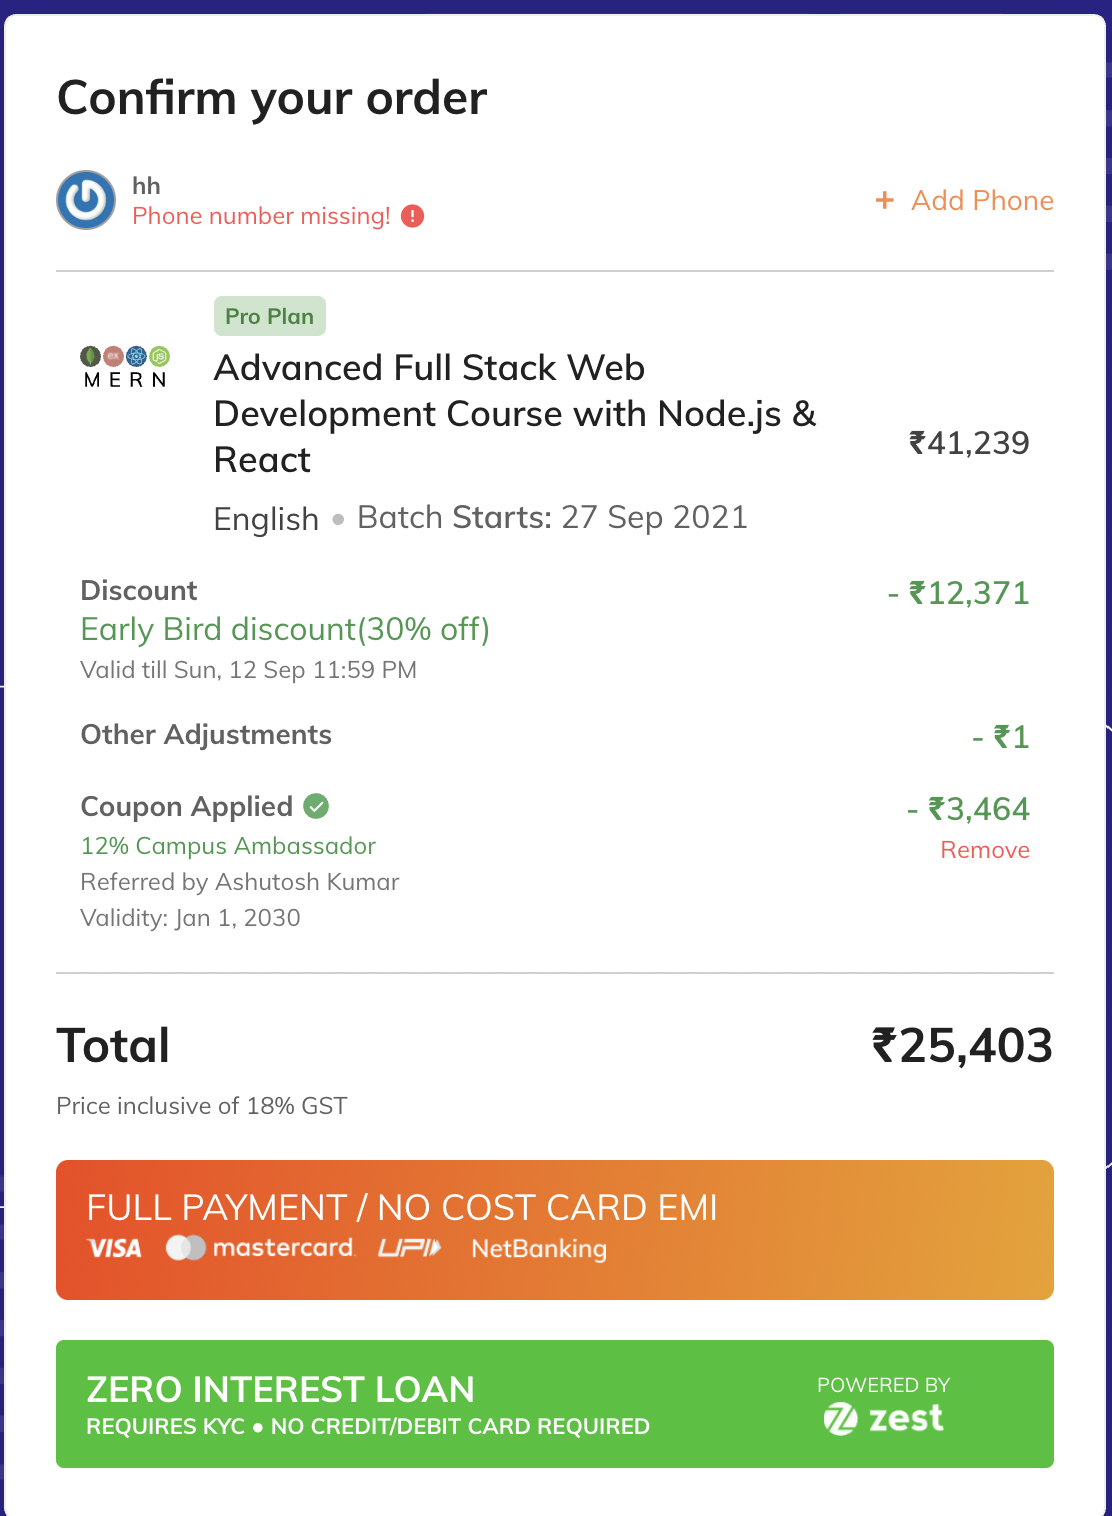 Confirm your order
hh
Phone number missing!
+ Add Phone
Pro Plan
ex JS
MERN
Advanced Full Stack Web
Development Course with Node.js &
React
₹41,239
English • Batch Starts: 27 Sep 2021
Discount
- ₹12,371
Early Bird discount(30% off)
Valid till Sun, 12 Sep 11:59 PM
Other Adjustments
- ₹1
Coupon Applied
- ₹3,464
12% Campus Ambassador
Remove
Referred by Ashutosh Kumar
Validity: Jan 1, 2030
Total
₹25,403
Price inclusive of 18% GST
FULL PAYMENT / NO COST CARD EMI
VISA mastercard. UPI NetBanking
ZERO INTEREST LOAN
REQUIRES KYC • NO CREDIT/DEBIT CARD REQUIRED
POWERED BY
zest